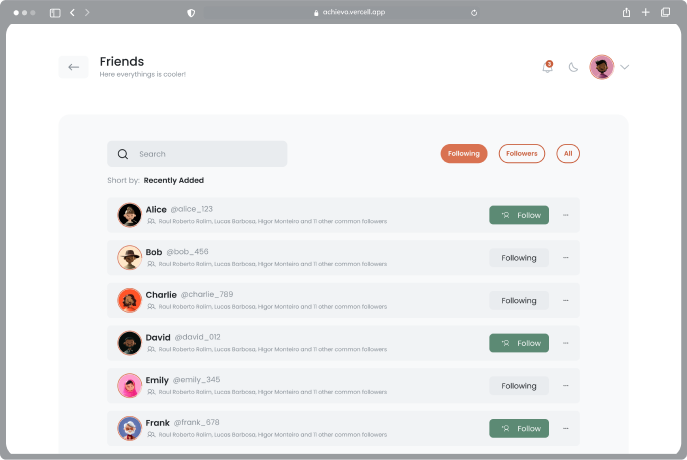 achievo.vercell.app
Friends
Here everythings is cooler!
3
Search
Following
Followers
All
Short by: Recently Added
Alice @alice_123
Raul Roberto Rolim, Lucas Barbosa, Higor Monteiro and 11 other common followers
Follow
Bob @bob_456
Raul Roberto Rolim, Lucas Barbosa, Higor Monteiro and 11 other common followers
Following
Charlie @charlie_789
Raul Roberto Rolim, Lucas Barbosa, Higor Monteiro and 11 other common followers
Following
David @david_012
Raul Roberto Rolim, Lucas Barbosa, Higor Monteiro and 11 other common followers
Follow
Emily @emily_345
Raul Roberto Rolim, Lucas Barbosa, Higor Monteiro and 11 other common followers
Following
Frank @frank_678
Raul Roberto Rolim, Lucas Barbosa, Higor Monteiro and 11 other common followers
Follow